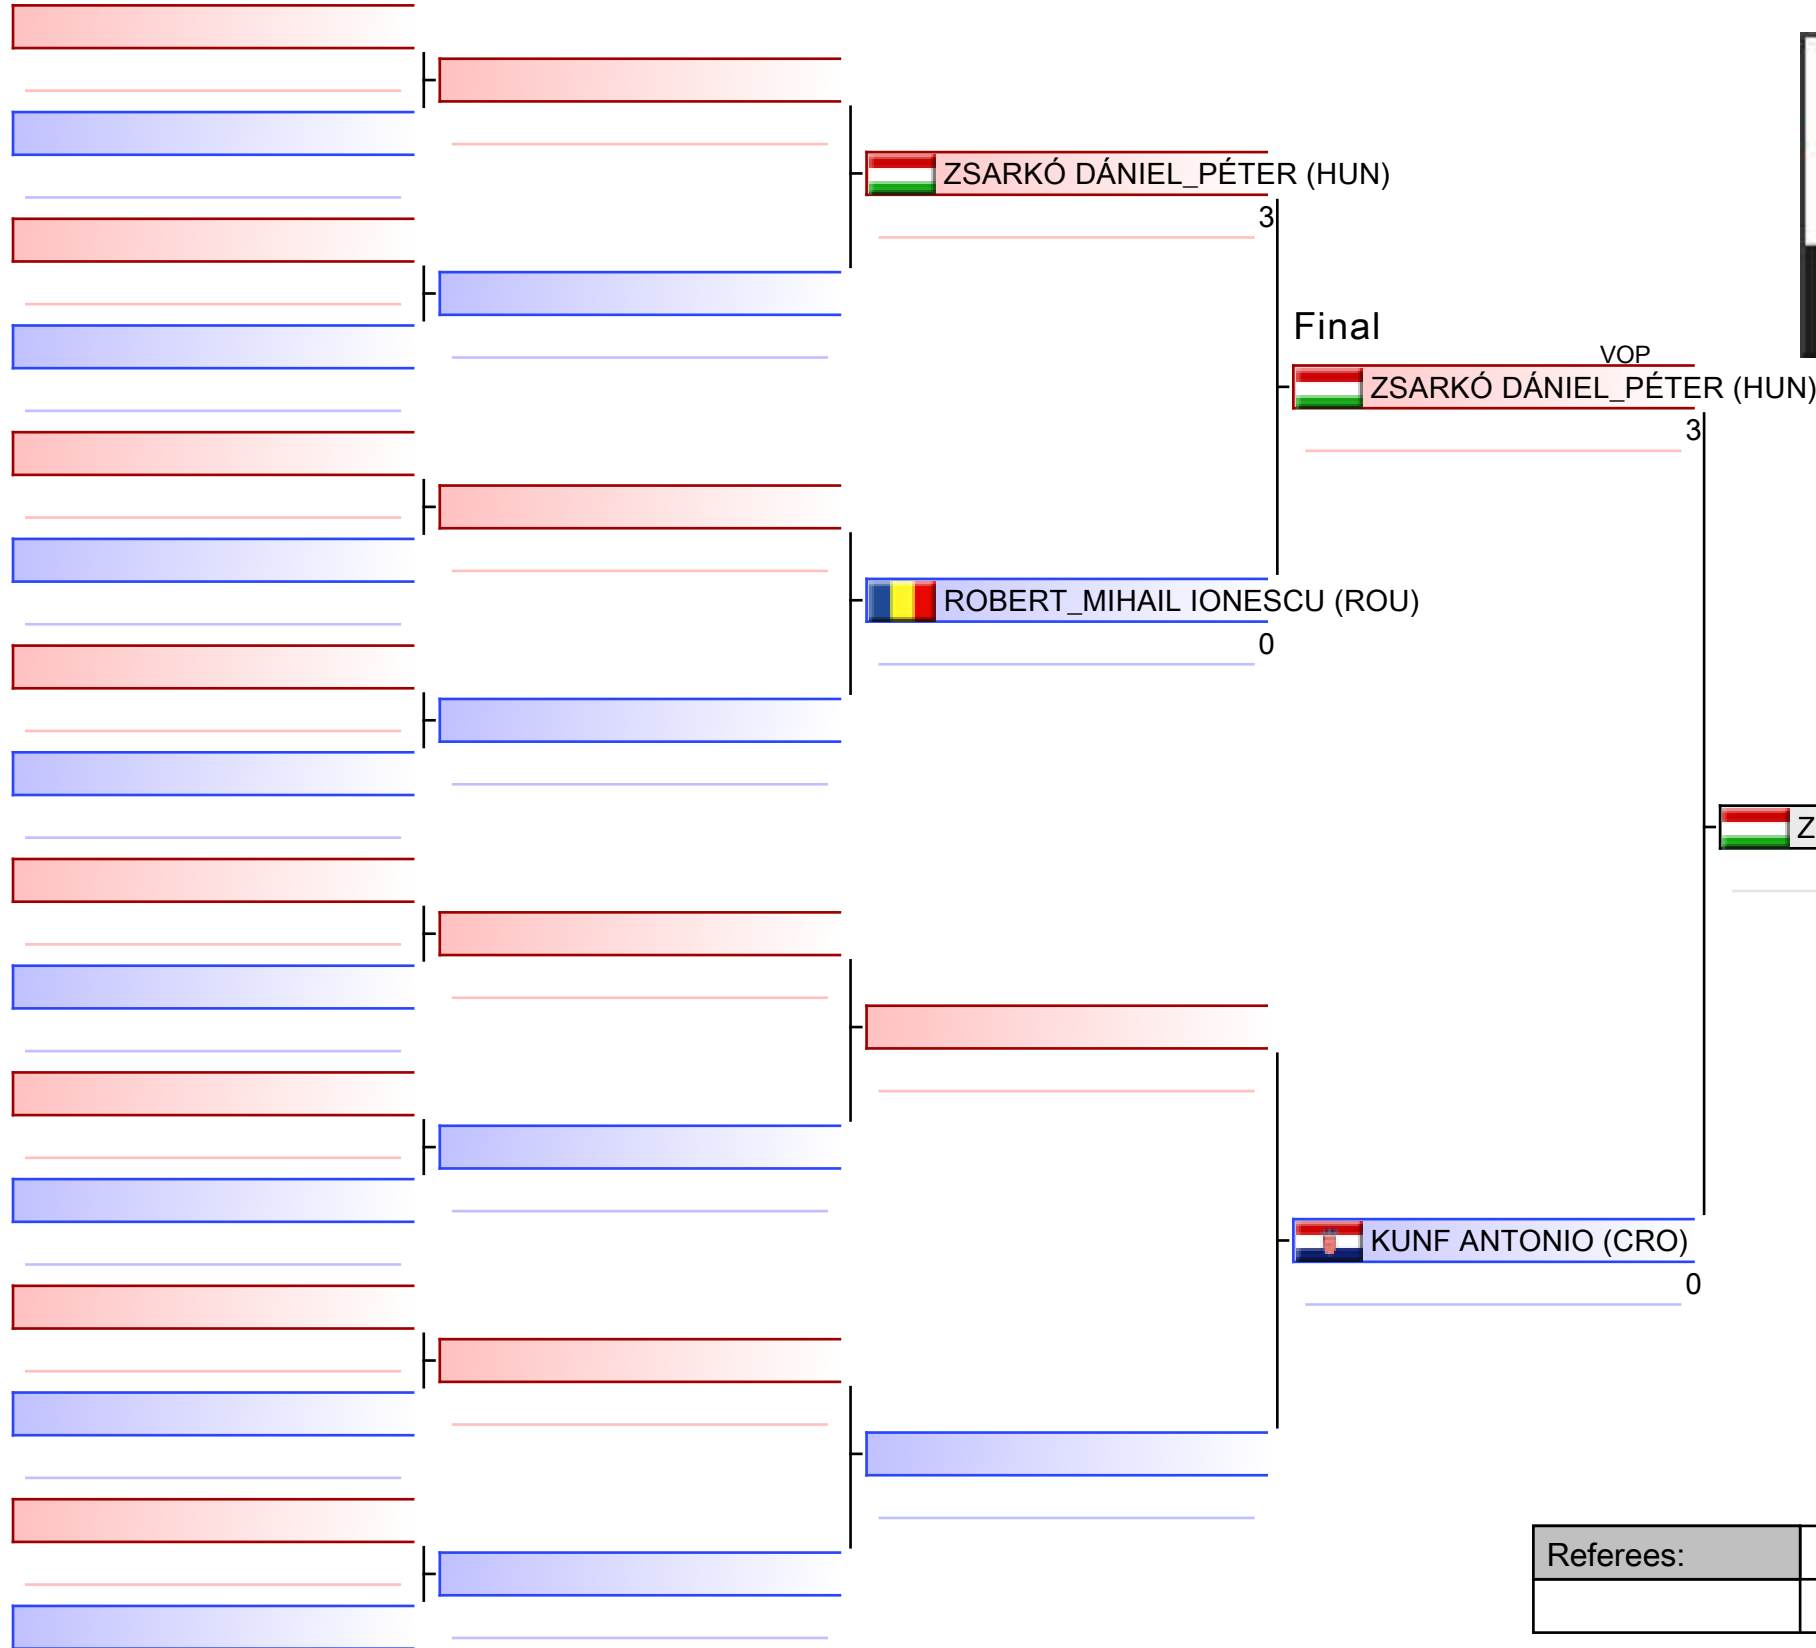 ZSARKÓ DÁNIEL_PÉTER (HUN)
3
Final
VOP
ZSARKÓ DÁNIEL_PÉTER (HUN)
3
ROBERT_MIHAIL IONESCU (ROU)
0
Z
KUNF ANTONIO (CRO)
0
Referees: